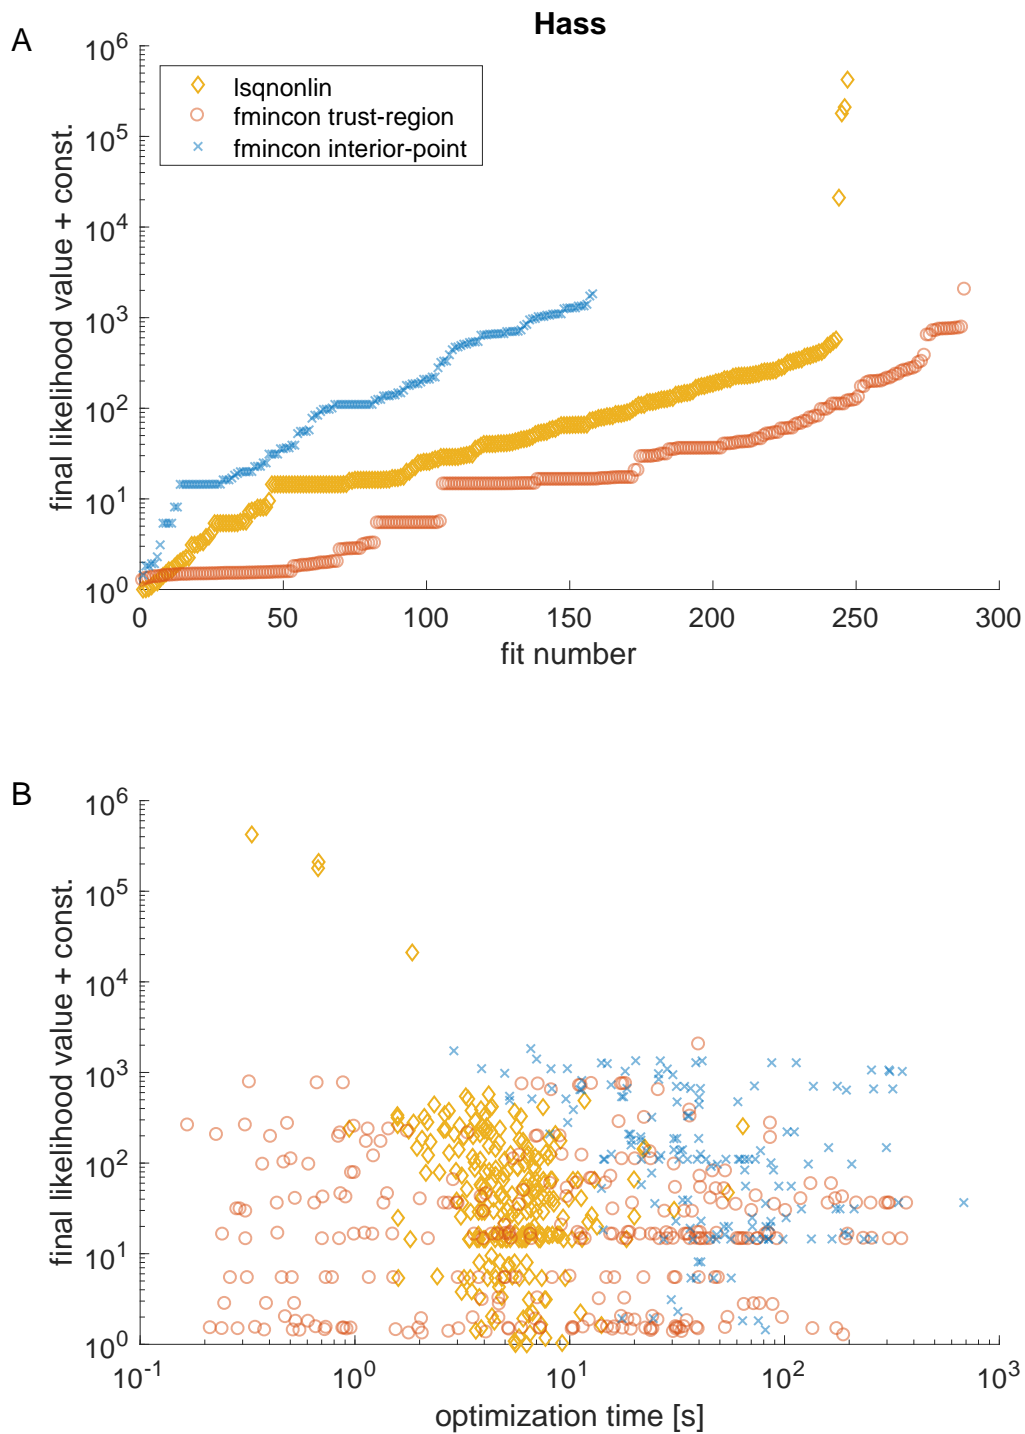 A
Hass
lsqnonlin
fmincon trust-region
fmincon interior-point
final likelihood value + const.
10^6
10^5
10^4
10^3
10^2
10^1
10^0
0 50 100 150 200 250 300
fit number
B
final likelihood value + const.
10^6
10^5
10^4
10^3
10^2
10^1
10^0
10^-1 10^0 10^1 10^2 10^3
optimization time [s]